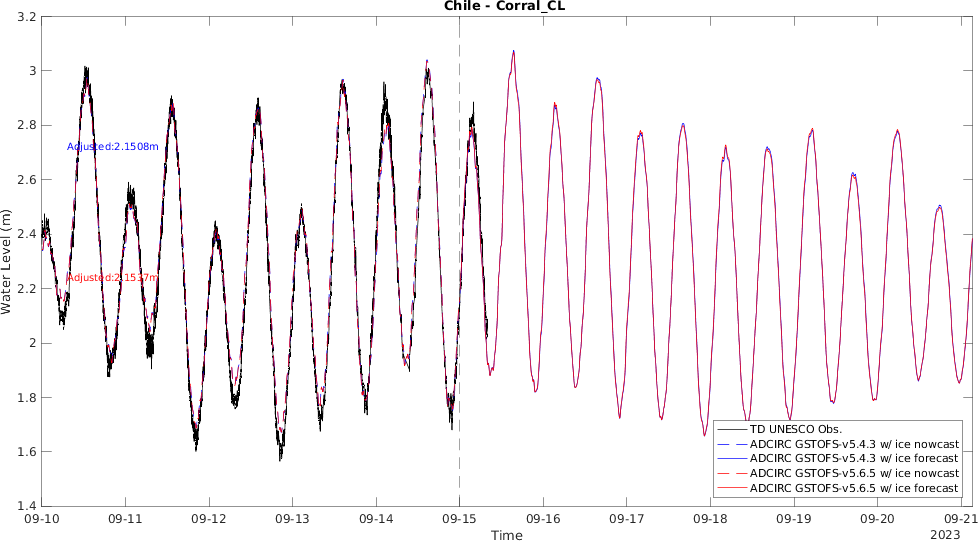 Chile - Corral_CL
3.2
3
2.8
2.6
2.4
2.2
2
1.8
1.6
1.4
Water Level (m)
Adjusted:2.1508m
Adjusted:2.1537m
TD UNESCO Obs.
ADCIRC GSTOFS-v5.4.3 w/ ice nowcast
ADCIRC GSTOFS-v5.4.3 w/ ice forecast
ADCIRC GSTOFS-v5.6.5 w/ ice nowcast
ADCIRC GSTOFS-v5.6.5 w/ ice forecast
09-10 09-11 09-12 09-13 09-14 09-15 09-16 09-17 09-18 09-19 09-20 09-21
Time
2023